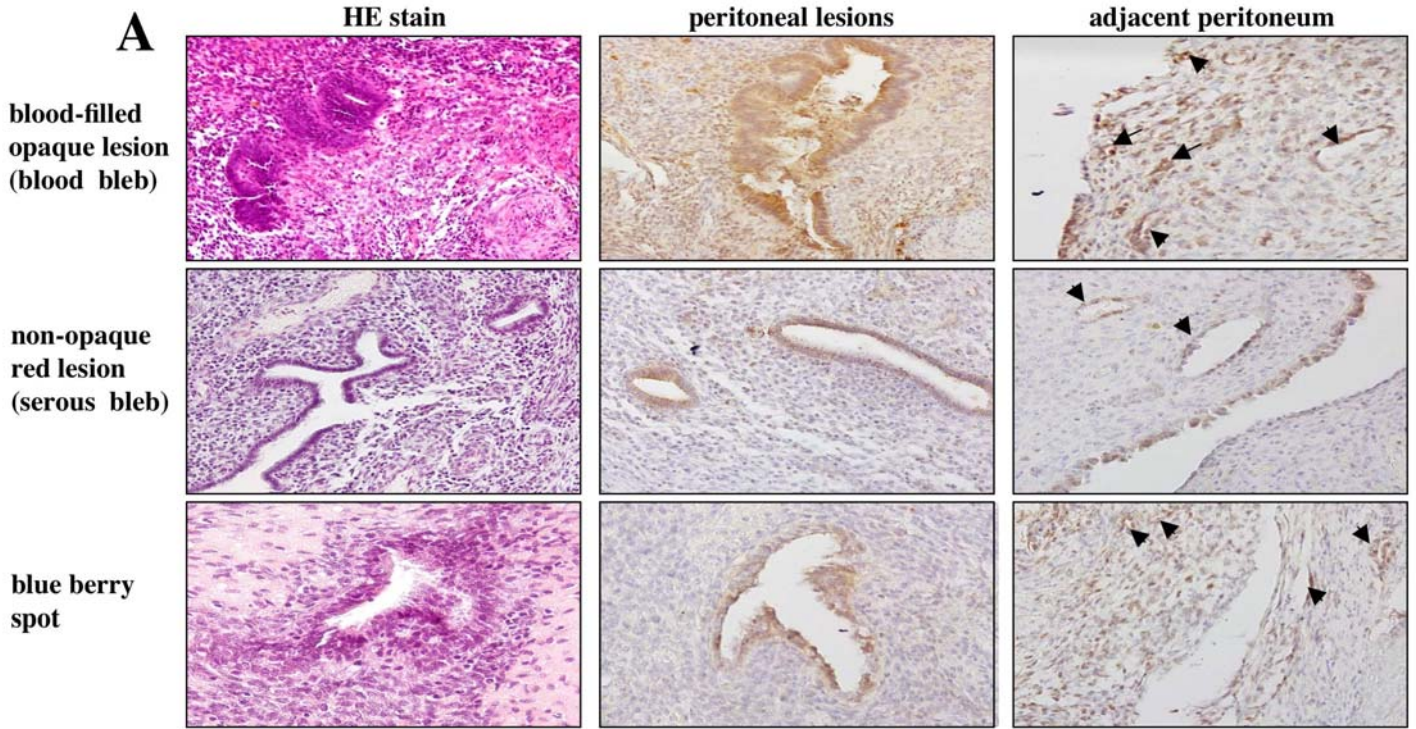 A
HE stain
peritoneal lesions
adjacent peritoneum
blood-filled
opaque lesion
(blood bleb)
non-opaque
red lesion
(serous bleb)
blue berry
spot